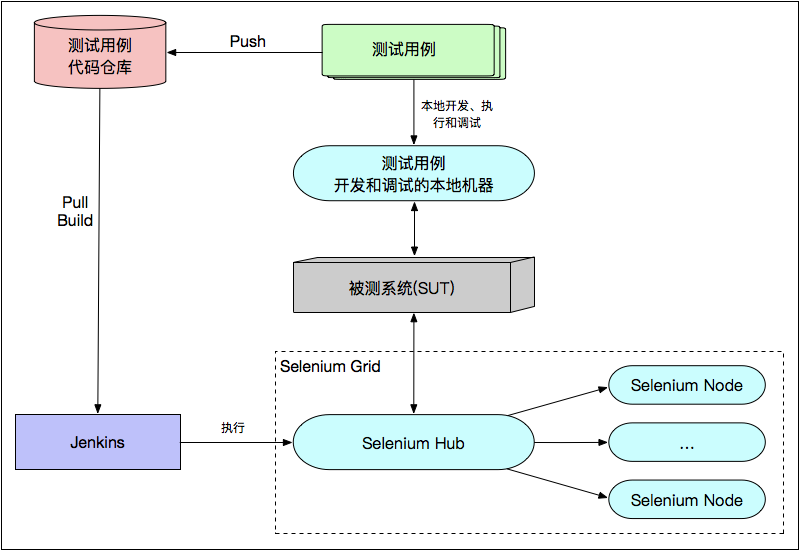 测试用例
代码仓库
Push
测试用例
本地开发、执
行和调试
测试用例
开发和调试的本地机器
Pull
Build
被测系统(SUT)
Selenium Grid
Selenium Node
Jenkins
执行
Selenium Hub
...
Selenium Node